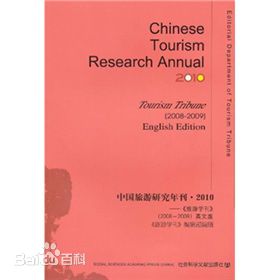 Chinese
Tourism
Research Annual
2010
Tourism Tribune
(2008-2009)
English Edition
Editorial Department of Tourism
Tribune
中国旅游研究年刊·2010
——《旅游学刊》
(2008~2009) 英文版
《旅游学刊》编辑部编
SOCIAL SCIENCES ACADEMIC PRESS (CHINA)
社会科学文献出版社
Bai百科